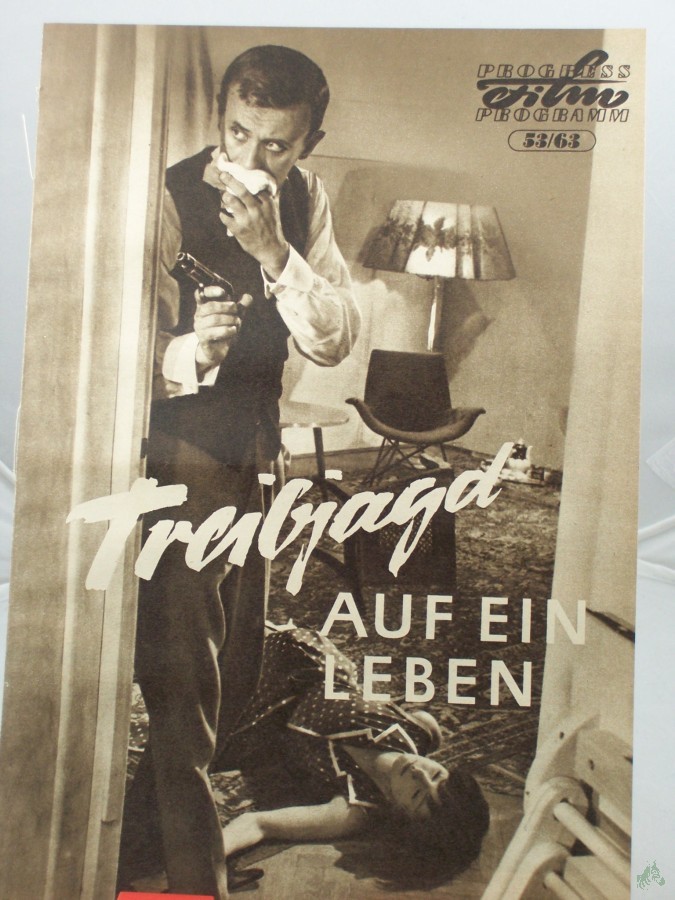 PROGRESS
Film
PROGRAMM
53/63
Treibjagd
AUF EIN
LEBEN